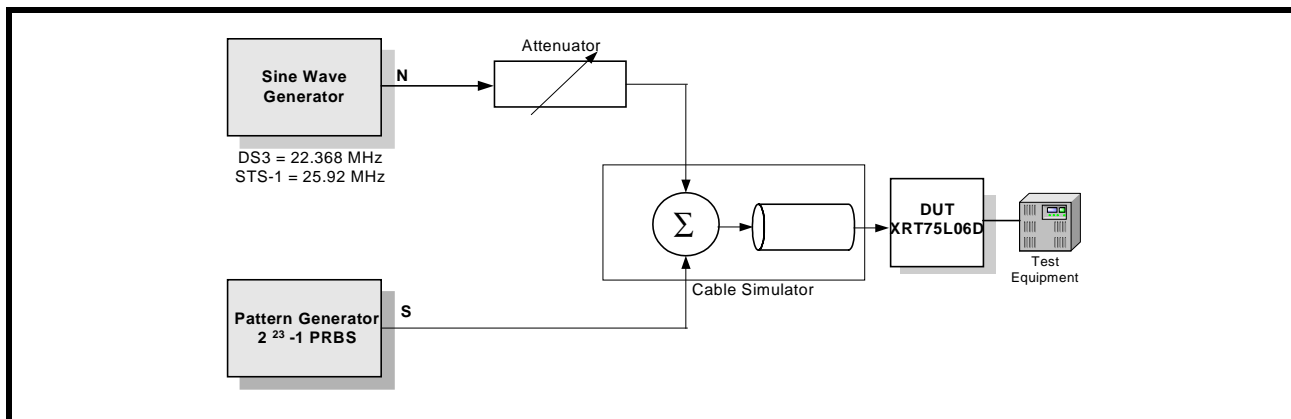 Attenuator
Sine Wave
Generator
N
DS3 = 22.368 MHz
STS-1 = 25.92 MHz
Σ
DUT
XRT75L06D
Test
Equipment
Cable Simulator
Pattern Generator
2 23 -1 PRBS
S